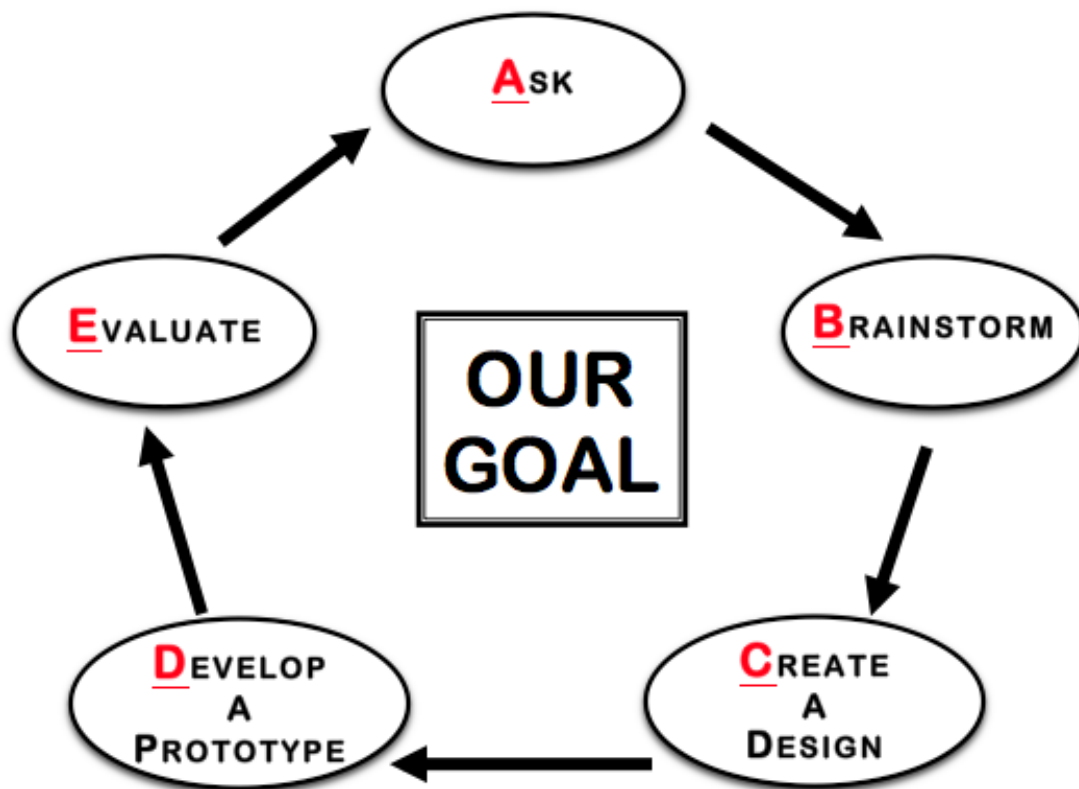 ASK
BRAINSTORM
CREATE
A
DESIGN
DEVELOP
A
PROTOTYPE
EVALUATE
OUR
GOAL